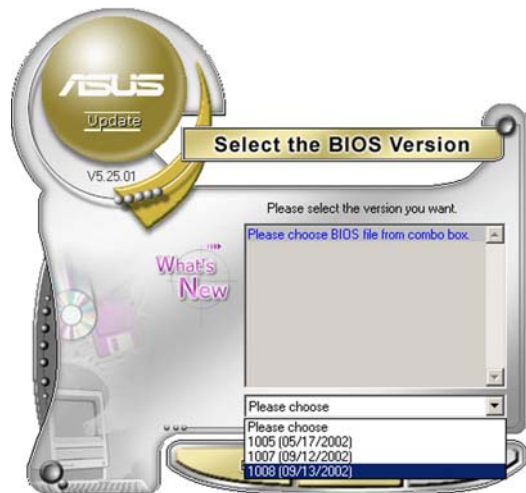 ASUS
Update
V5.25.01
Select the BIOS Version
Please select the version you want.
Please choose BIOS file from combo box.
What's
New
Please choose
Please choose
1005 (05/17/2002)
1007 (09/12/2002)
1008 (09/13/2002)